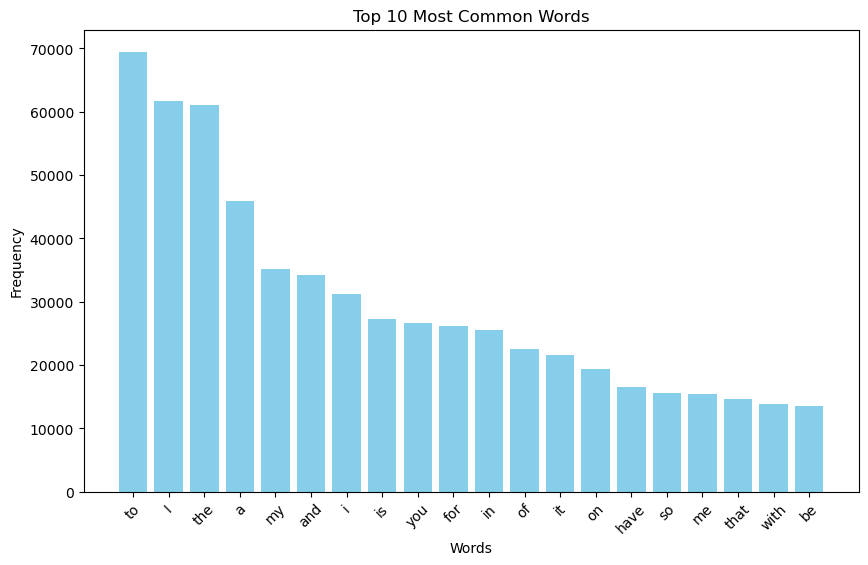 Top 10 Most Common Words
Frequency
70000
60000
50000
40000
30000
20000
10000
0
to I the a my and i is you for in of it on have so me that with be
Words